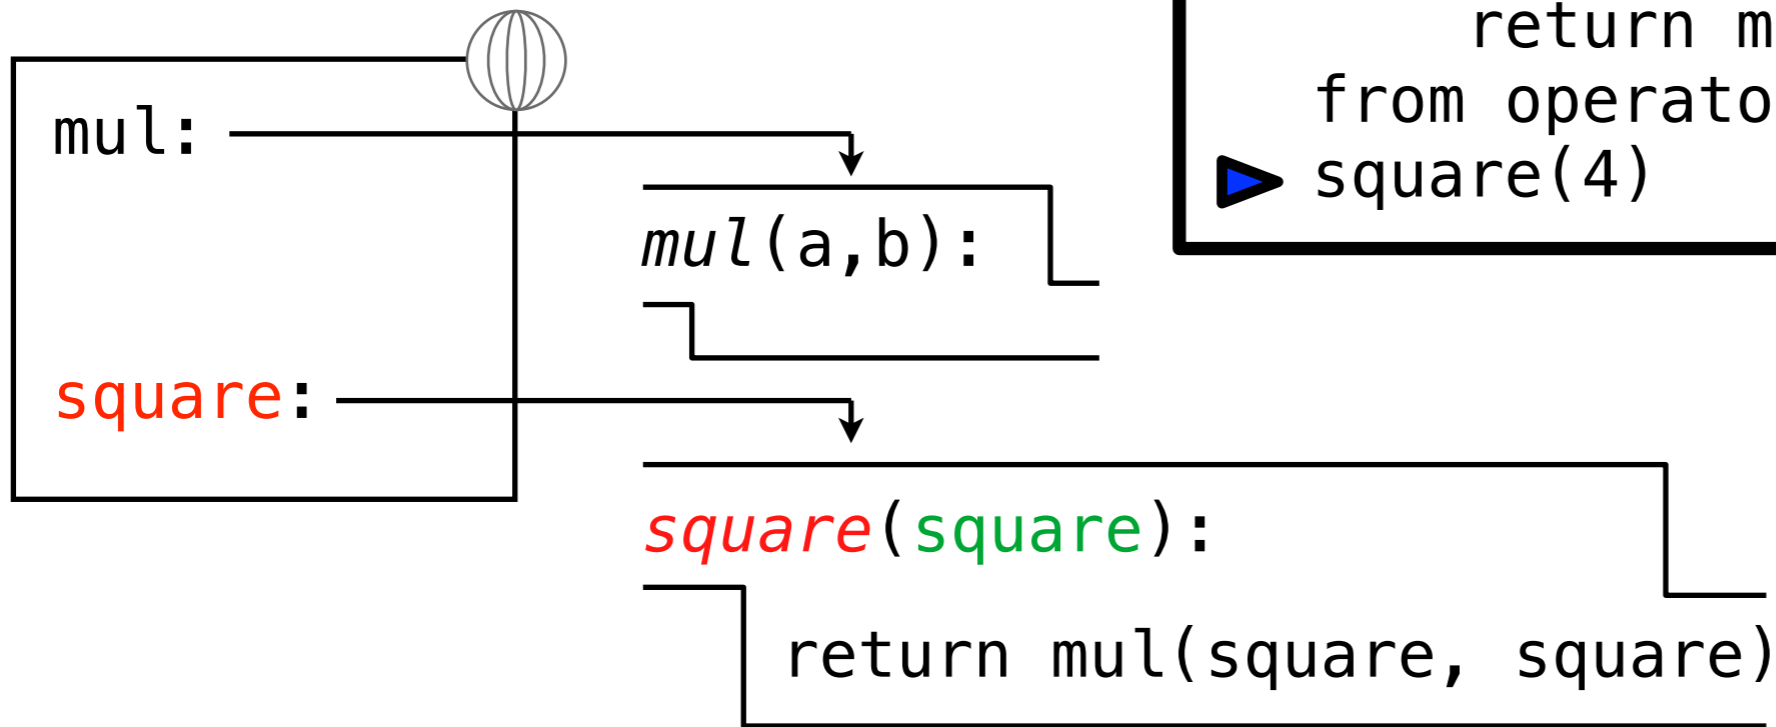 return m
from operato
square(4)
mul:
mul(a,b):
square:
square(square):
return mul(square, square)